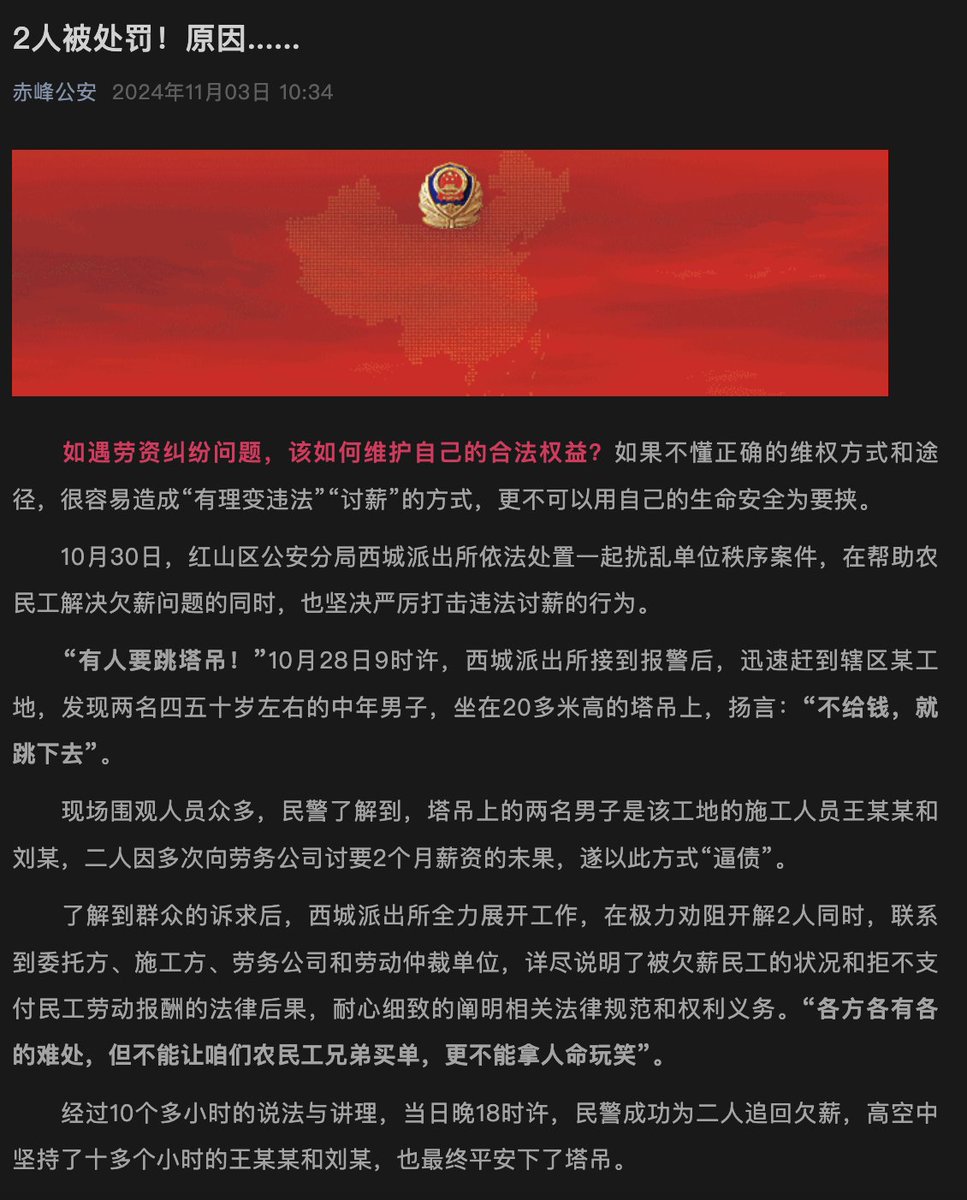 2人被处罚！原因......
赤峰公安 2024年11月03日 10:34
如遇劳资纠纷问题，该如何维护自己的合法权益？如果不懂正确的维权方式和途
径，很容易造成“有理变违法”“讨薪”的方式，更不可以用自己的生命安全为要挟。
10月30日，红山区公安分局西城派出所依法处置一起扰乱单位秩序案件，在帮助农
民工解决欠薪问题的同时，也坚决严厉打击违法讨薪的行为。
“有人要跳塔吊！”10月28日9时许，西城派出所接到报警后，迅速赶到辖区某工
地，发现两名四五十岁左右的中年男子，坐在20多米高的塔吊上，扬言：“不给钱，就
跳下去”。
现场围观人员众多，民警了解到，塔吊上的两名男子是该工地的施工人员王某某和
刘某，二人因多次向劳务公司讨要2个月薪资的未果，遂以此方式“逼债”。
了解到群众的诉求后，西城派出所全力展开工作，在极力劝阻开解2人同时，联系
到委托方、施工方、劳务公司和劳动仲裁单位，详尽说明了被欠薪民工的状况和拒不支
付民工劳动报酬的法律后果，耐心细致的阐明相关法律规范和权利义务。“各方各有各
的难处，但不能让咱们农民工兄弟买单，更不能拿人命玩笑”。
经过10个多小时的说法与讲理，当日晚18时许，民警成功为二人追回欠薪，高空中
坚持了十多个小时的王某某和刘某，也最终平安下了塔吊。